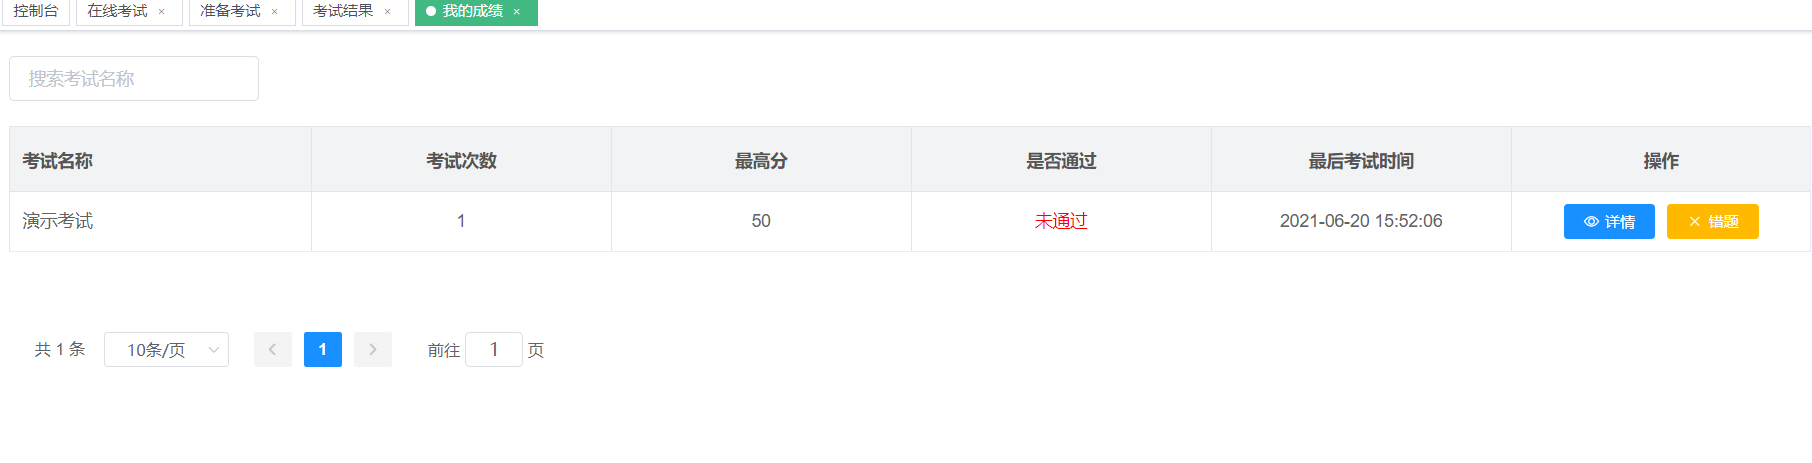 控制台 在线考试 × 准备考试 × 考试结果 × 我的成绩 ×
搜索考试名称
考试名称 考试次数 最高分 是否通过 最后考试时间 操作
演示考试 1 50 未通过 2021-06-20 15:52:06 详情 错题
共 1 条 10条/页 1 前往 1 页